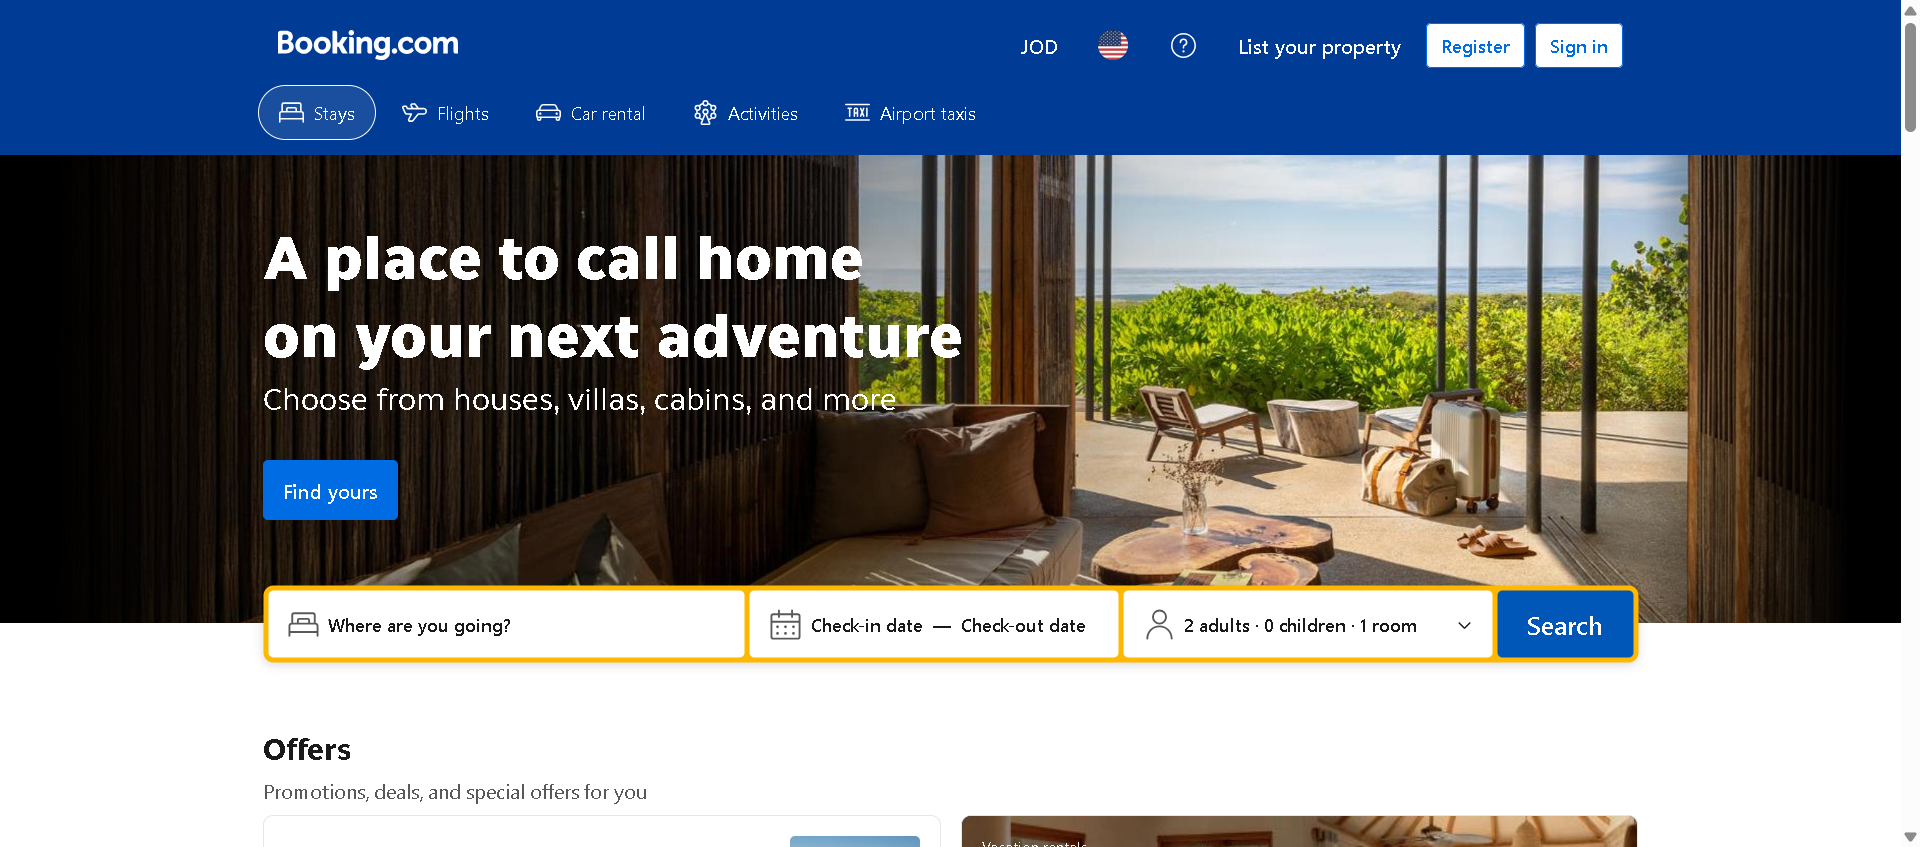 Booking.com
JOD
List your property
Register
Sign in
Stays
Flights
Car rental
Activities
TAXI
Airport taxis
A place to call home
on your next adventure
Choose from houses, villas, cabins, and more
Find yours
Where are you going?
Check-in date — Check-out date
2 adults · 0 children · 1 room
Search
Offers
Promotions, deals, and special offers for you
Vacation rentals